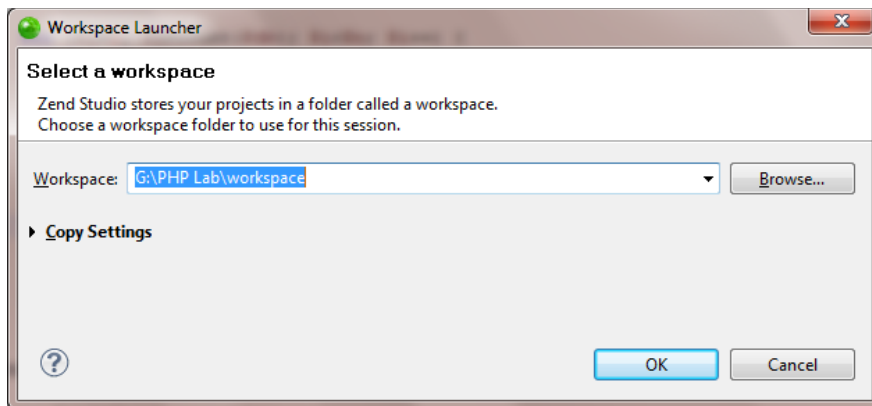 Workspace Launcher
Select a workspace
Zend Studio stores your projects in a folder called a workspace.
Choose a workspace folder to use for this session.
Workspace: G:\PHP Lab\workspace Browse...
Copy Settings
OK Cancel